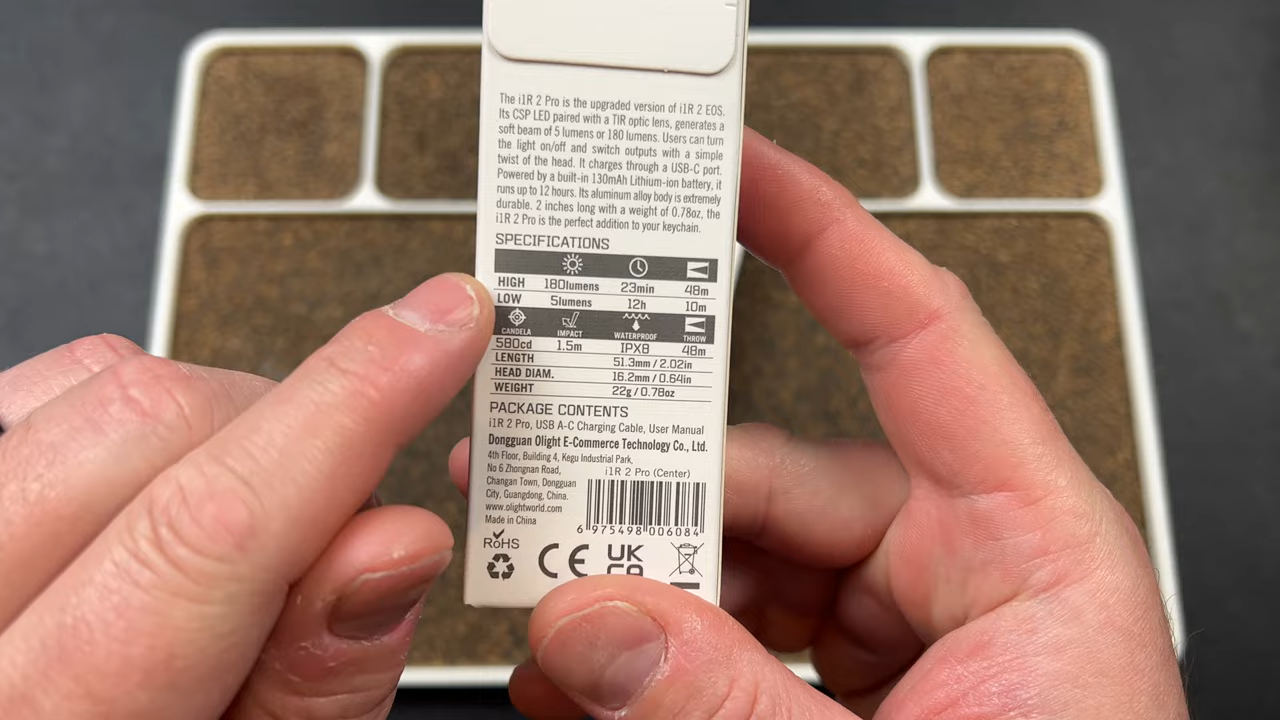 The i1R 2 Pro is the upgraded version of i1R 2 EOS.
Its CSP LED paired with a TIR optic lens, generates a
soft beam of 5 lumens or 180 lumens. Users can turn
the light on/off and switch outputs with a simple
twist of the head. It charges through a USB-C port.
Powered by a built-in 130mAh Lithium-ion battery, it
runs up to 12 hours. Its aluminum alloy body is extremely
durable. 2 inches long with a weight of 0.78oz, the
i1R 2 Pro is the perfect addition to your keychain.
SPECIFICATIONS
HIGH 180lumens 23min 48m
LOW 5lumens 12h 10m
CANDELA IMPACT WATERPROOF THROW
580cd 1.5m IPX8 48m
LENGTH 51.3mm / 2.02in
HEAD DIAM. 16.2mm / 0.64in
WEIGHT 22g / 0.78oz
PACKAGE CONTENTS
i1R 2 Pro, USB A-C Charging Cable, User Manual
Dongguan Olight E-Commerce Technology Co., Ltd.
4th Floor, Building 4, Kegu Industrial Park,
No 6 Zhongnan Road,
Changan Town, Dongguan
City, Guangdong, China.
www.olightworld.com
Made in China
i1R 2 Pro (Center)
6 975498 006084
RoHS
CE
UK
CA